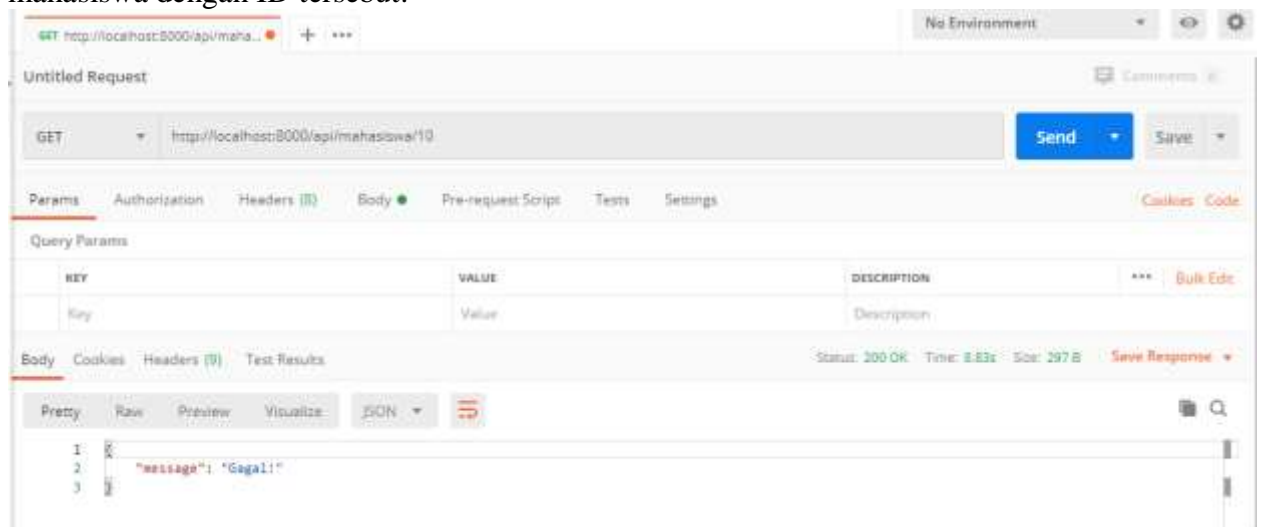 mahasiswa dengan ID tersebut.
GET http://localhost:8000/api/maha... + •••
No Environment
Untitled Request
Comments
GET http://localhost:8000/api/mahasiswa/10 Send Save
Params Authorization Headers (8) Body Pre-request Script Tests Settings Cookies Code
Query Params
KEY VALUE DESCRIPTION ••• Bulk Edit
Key Value Description
Body Cookies Headers (9) Test Results Status: 200 OK Time: 8.83s Size: 297 B Save Response
Pretty Raw Preview Visualize JSON
1 {
2 "message": "Gagal!"
3 }